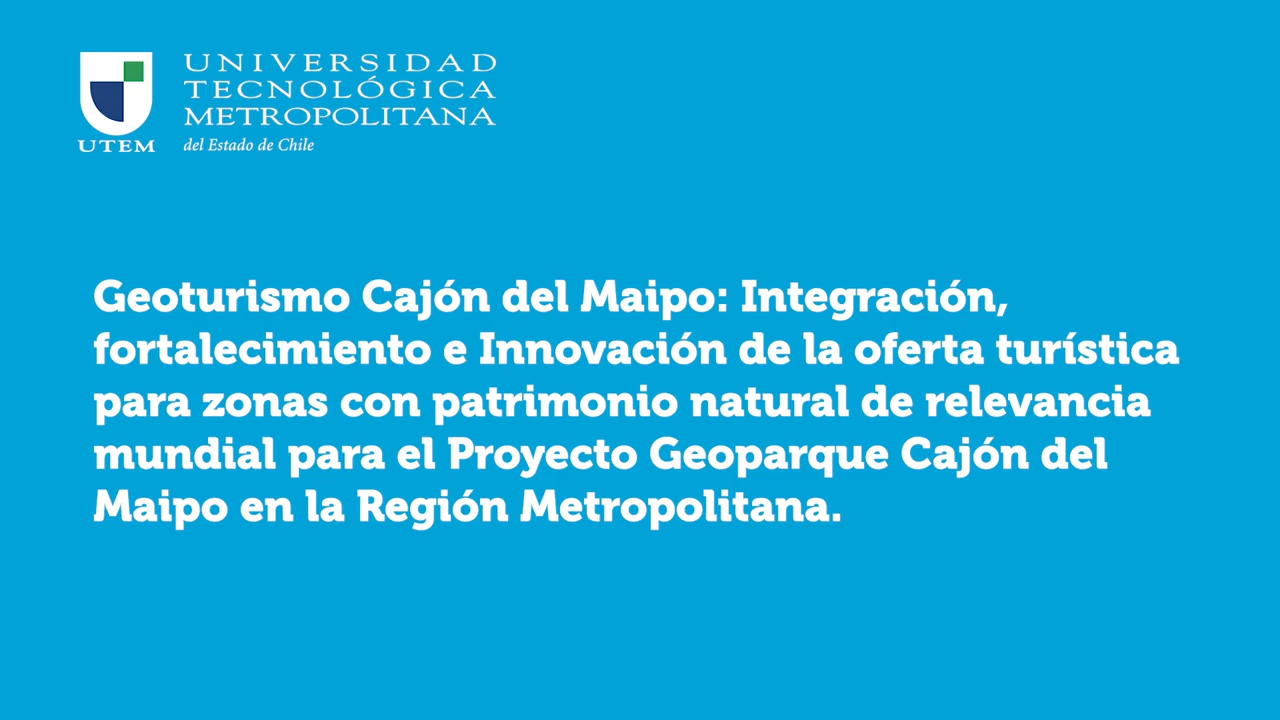 UNIVERSIDAD
TECNOLÓGICA
METROPOLITANA
del Estado de Chile
UTEM
Geoturismo Cajón del Maipo: Integración,
fortalecimiento e Innovación de la oferta turística
para zonas con patrimonio natural de relevancia
mundial para el Proyecto Geoparque Cajón del
Maipo en la Región Metropolitana.